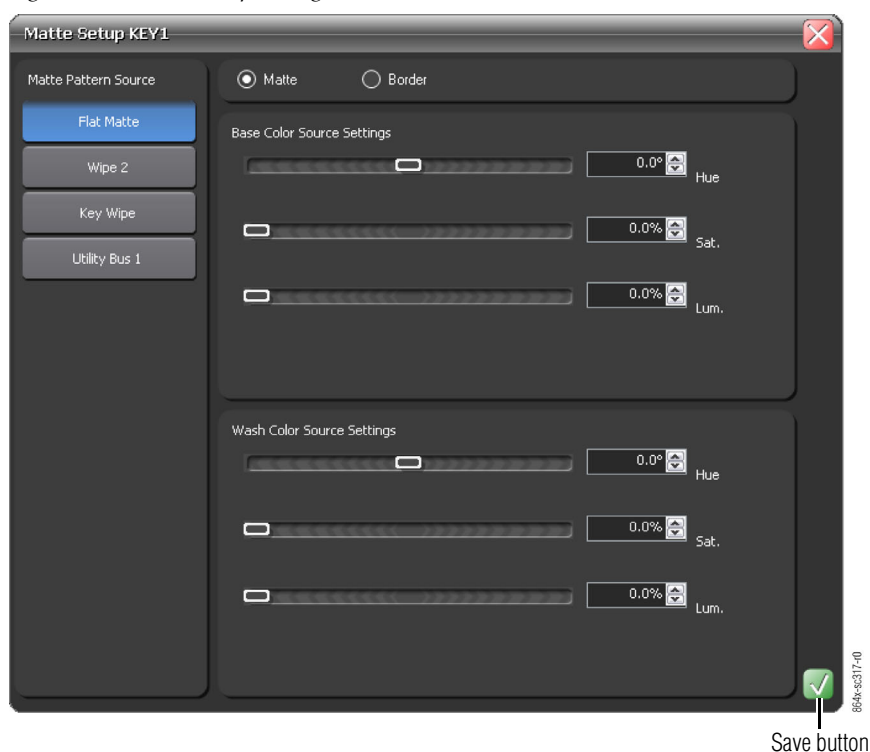 Matte Setup KEY1
Matte Pattern Source
Flat Matte
Wipe 2
Key Wipe
Utility Bus 1
Matte
Border
Base Color Source Settings
0.0° Hue
0.0% Sat.
0.0% Lum.
Wash Color Source Settings
0.0° Hue
0.0% Sat.
0.0% Lum.
864x-sc317-r0
Save button